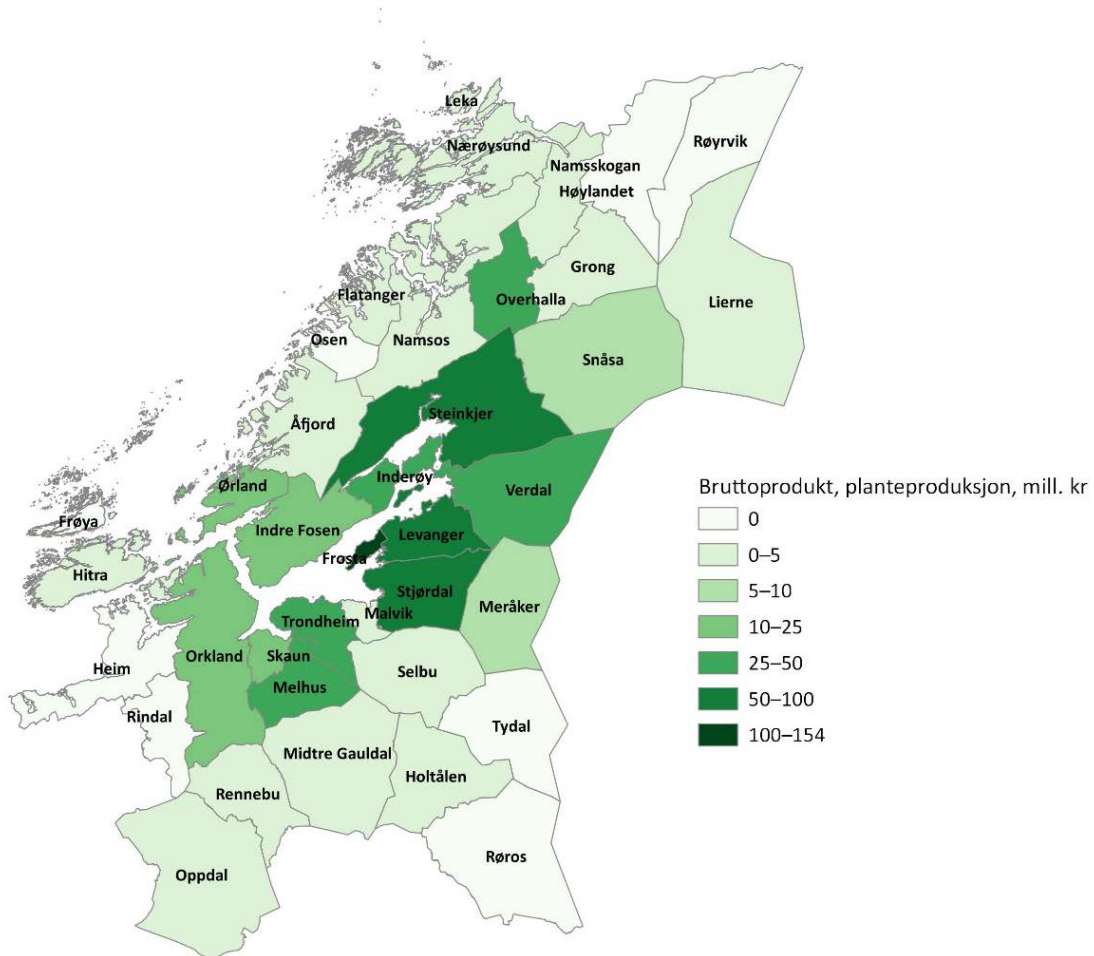 Leka
Nærøysund
Røyrvik
Namsskogan
Høylandet
Grong
Lierne
Overhalla
Flatanger
Osen
Namsos
Snåsa
Steinkjer
Åfjord
Inderøy
Verdal
Ørland
Bruttoprodukt, planteproduksjon, mill. kr
0
0–5
5–10
10–25
25–50
50–100
100–154
Frøya
Indre Fosen
Levanger
Frosta
Hitra
Stjørdal
Meråker
Malvik
Trondheim
Heim
Orkland
Skaun
Selbu
Melhus
Rindal
Tydal
Midtre Gauldal
Holtålen
Rennebu
Røros
Oppdal